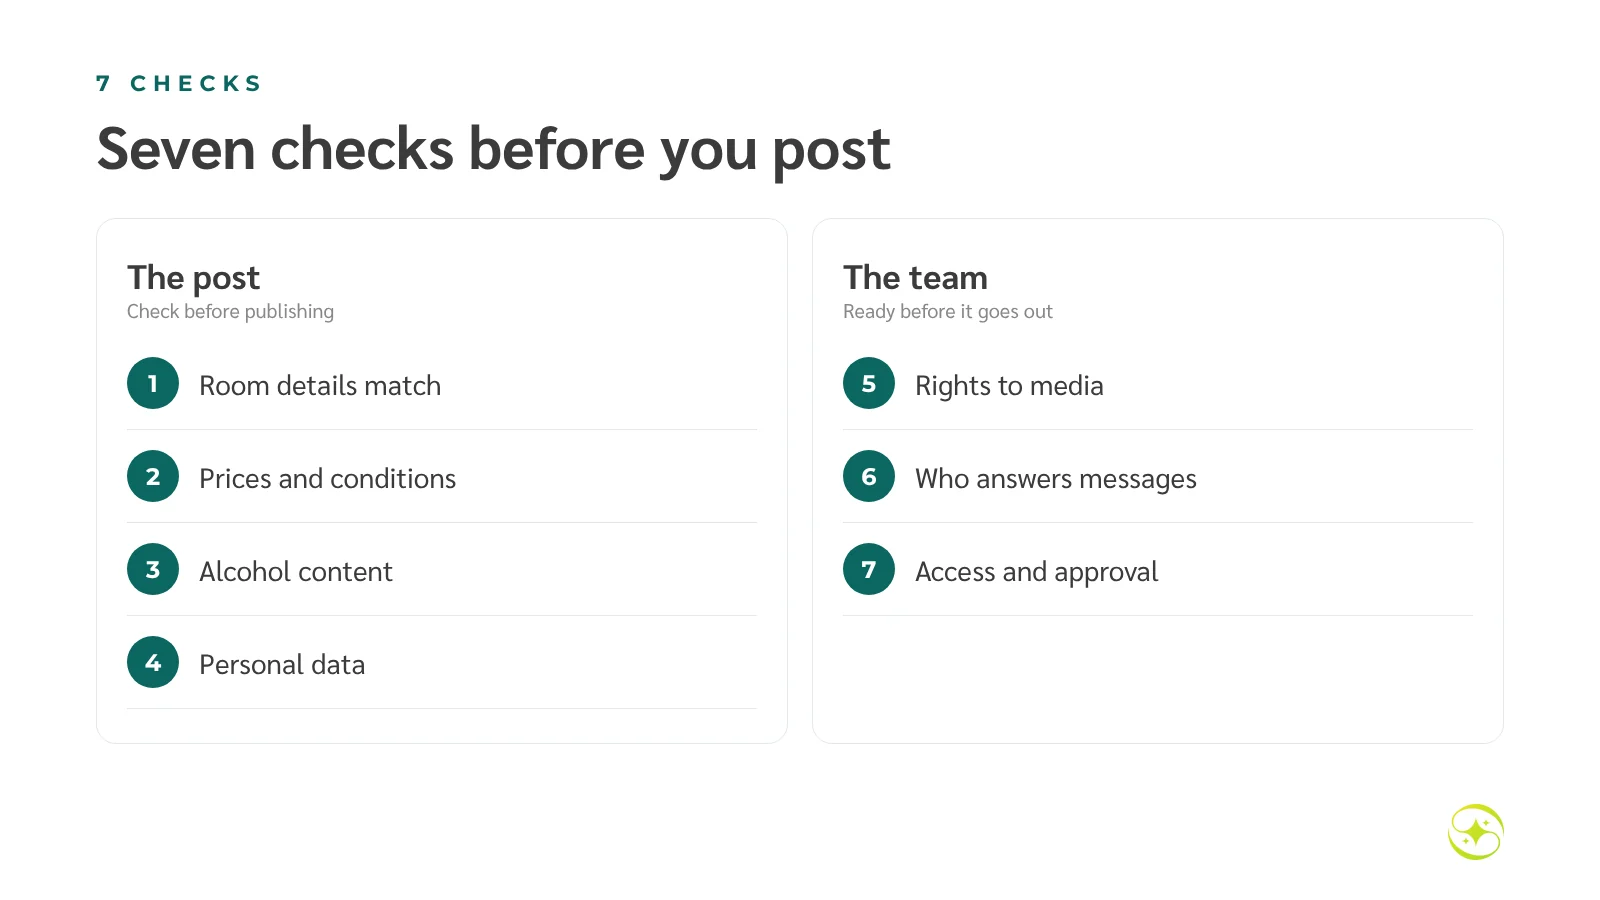 7 CHECKS
Seven checks before you post
The post
Check before publishing
1 Room details match
2 Prices and conditions
3 Alcohol content
4 Personal data
The team
Ready before it goes out
5 Rights to media
6 Who answers messages
7 Access and approval